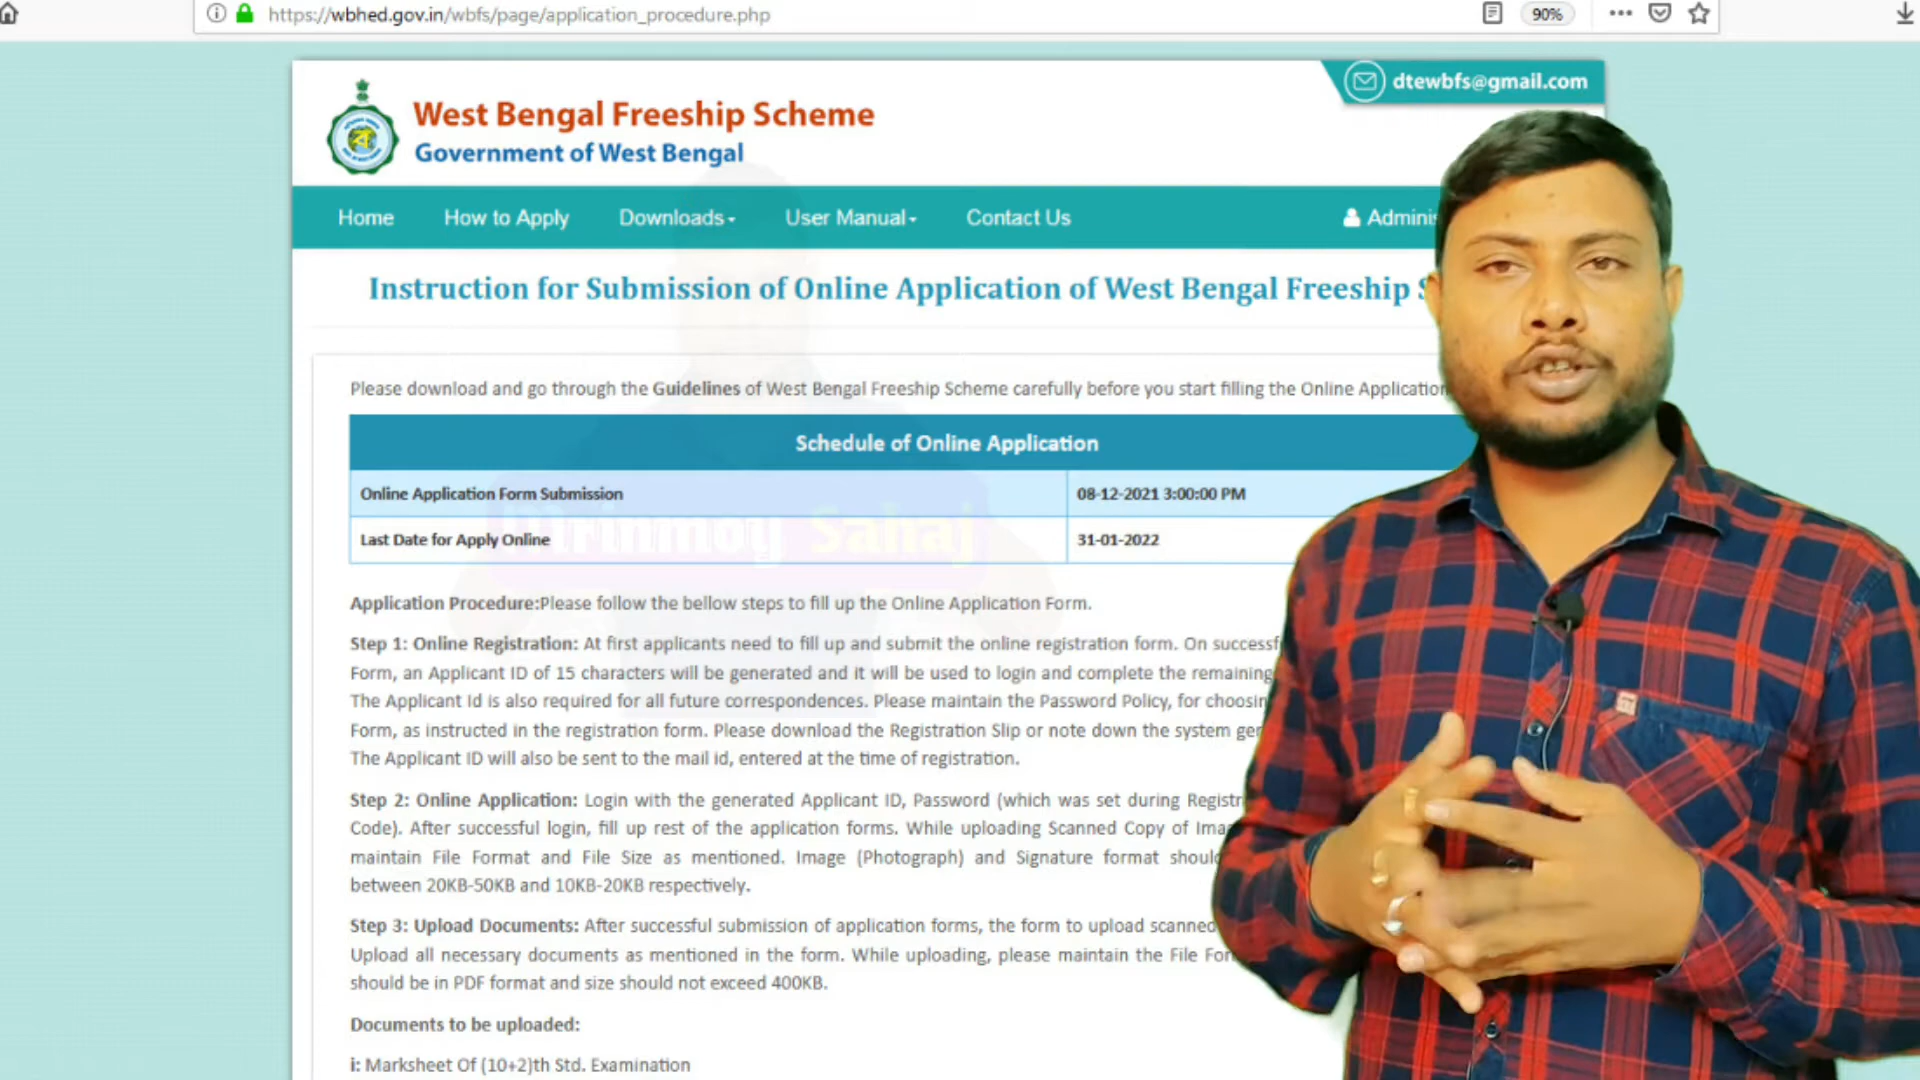 https://wbhed.gov.in/wbfs/page/application_procedure.php
90%
dtewbfs@gmail.com
West Bengal Freeship Scheme
Government of West Bengal
Home How to Apply Downloads User Manual Contact Us Adminis
Instruction for Submission of Online Application of West Bengal Freeship S
Please download and go through the Guidelines of West Bengal Freeship Scheme carefully before you start filling the Online Application
Schedule of Online Application
Online Application Form Submission 08-12-2021 3:00:00 PM
Last Date for Apply Online 31-01-2022
Mrinmoy Sahaj
Application Procedure:Please follow the bellow steps to fill up the Online Application Form.
Step 1: Online Registration: At first applicants need to fill up and submit the online registration form. On successf
Form, an Applicant ID of 15 characters will be generated and it will be used to login and complete the remaining
The Applicant Id is also required for all future correspondences. Please maintain the Password Policy, for choosin
Form, as instructed in the registration form. Please download the Registration Slip or note down the system gen
The Applicant ID will also be sent to the mail id, entered at the time of registration.
Step 2: Online Application: Login with the generated Applicant ID, Password (which was set during Registr
Code). After successful login, fill up rest of the application forms. While uploading Scanned Copy of Ima
maintain File Format and File Size as mentioned. Image (Photograph) and Signature format shoul
between 20KB-50KB and 10KB-20KB respectively.
Step 3: Upload Documents: After successful submission of application forms, the form to upload scanned
Upload all necessary documents as mentioned in the form. While uploading, please maintain the File For
should be in PDF format and size should not exceed 400KB.
Documents to be uploaded:
i: Marksheet Of (10+2)th Std. Examination